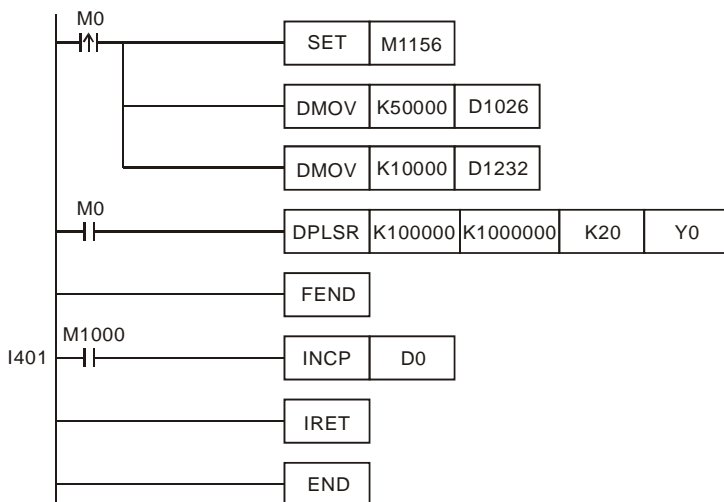 M0
SET M1156
DMOV K50000 D1026
DMOV K10000 D1232
M0
DPLSR K100000 K1000000 K20 Y0
FEND
M1000
I401 INCP D0
IRET
END